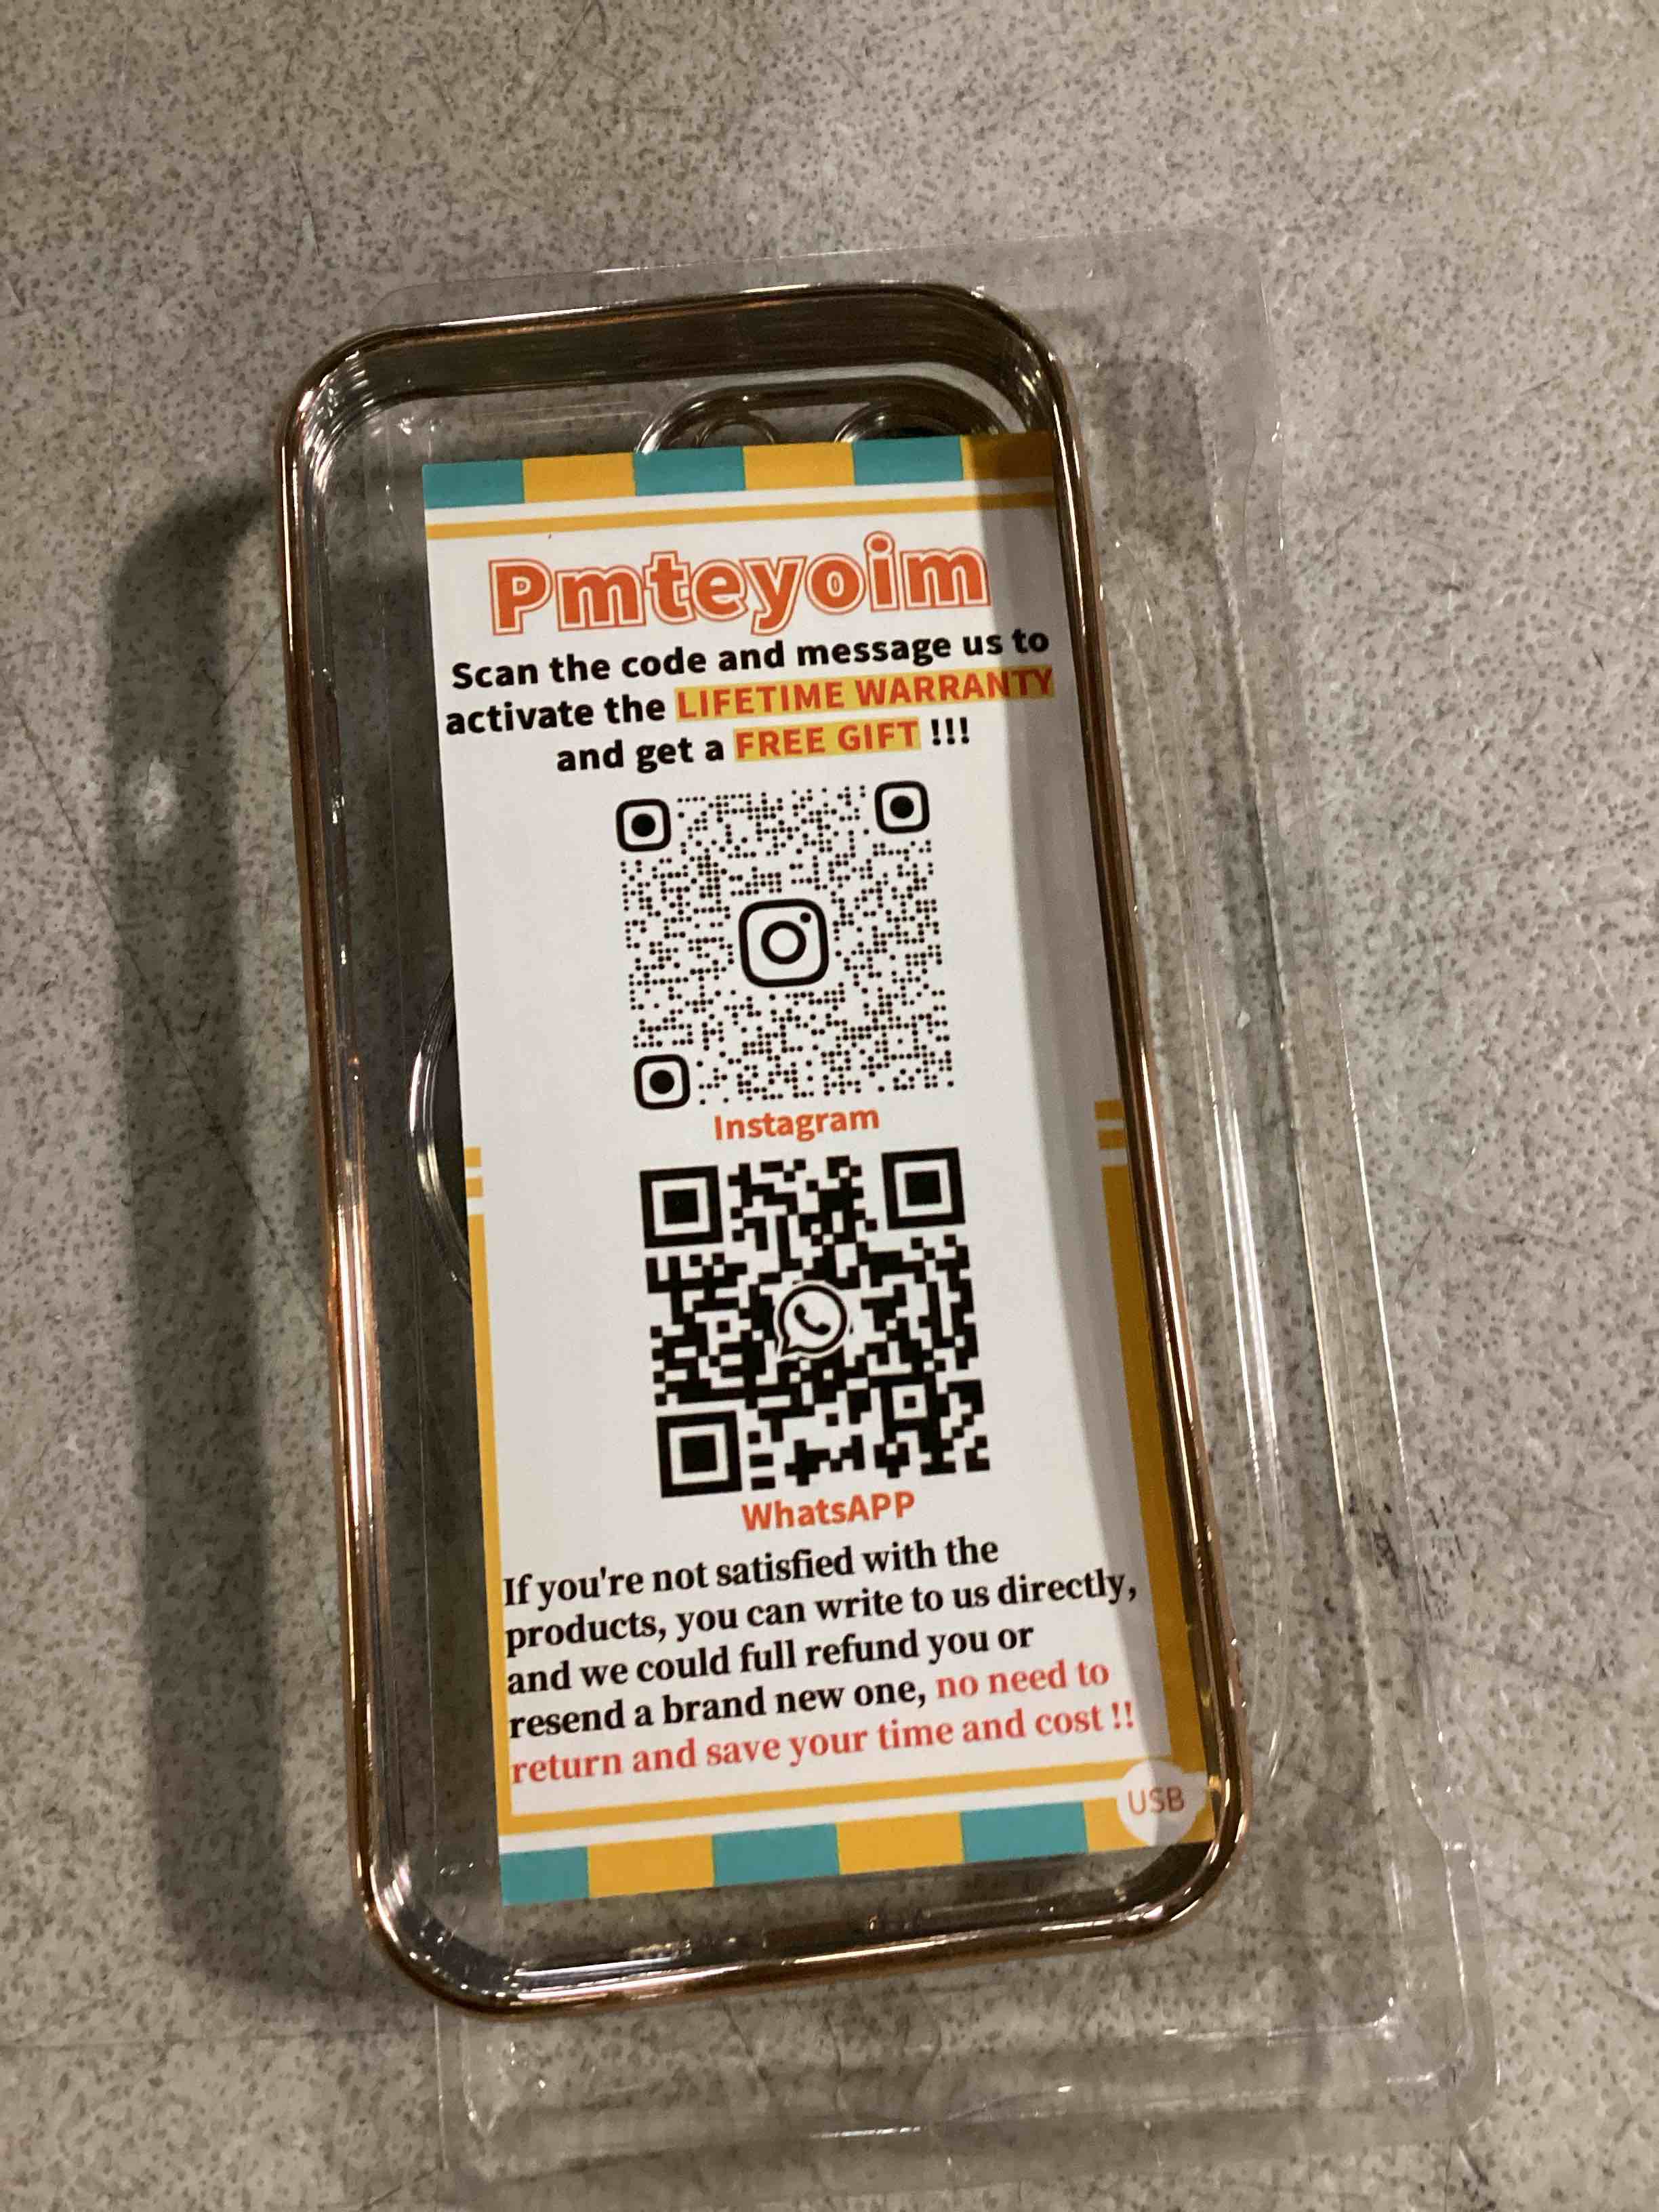 Pmteyoim
Scan the code and message us to
activate the LIFETIME WARRANTY
and get a FREE GIFT !!!
Instagram
WhatsAPP
If you're not satisfied with the
products, you can write to us directly,
and we could full refund you or
resend a brand new one, no need to
return and save your time and cost !!
USB